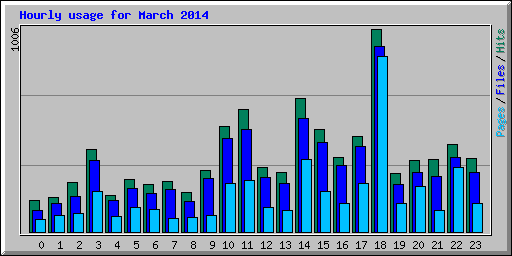 Hourly usage for March 2014
1006
Pages/Files/Hits
0 1 2 3 4 5 6 7 8 9 10 11 12 13 14 15 16 17 18 19 20 21 22 23